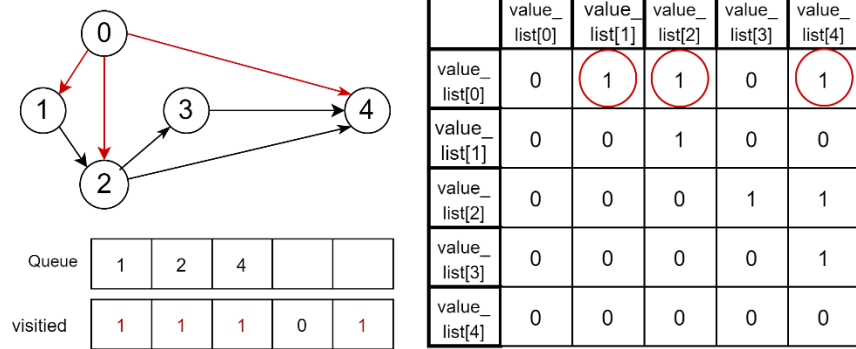 0
1
3
4
2
Queue 1 2 4
visitied 1 1 1 0 1
value_ value_ value_ value_ value_
list[0] list[1] list[2] list[3] list[4]
value_
list[0] 0 1 1 0 1
value_
list[1] 0 0 1 0 0
value_
list[2] 0 0 0 1 1
value_
list[3] 0 0 0 0 1
value_
list[4] 0 0 0 0 0